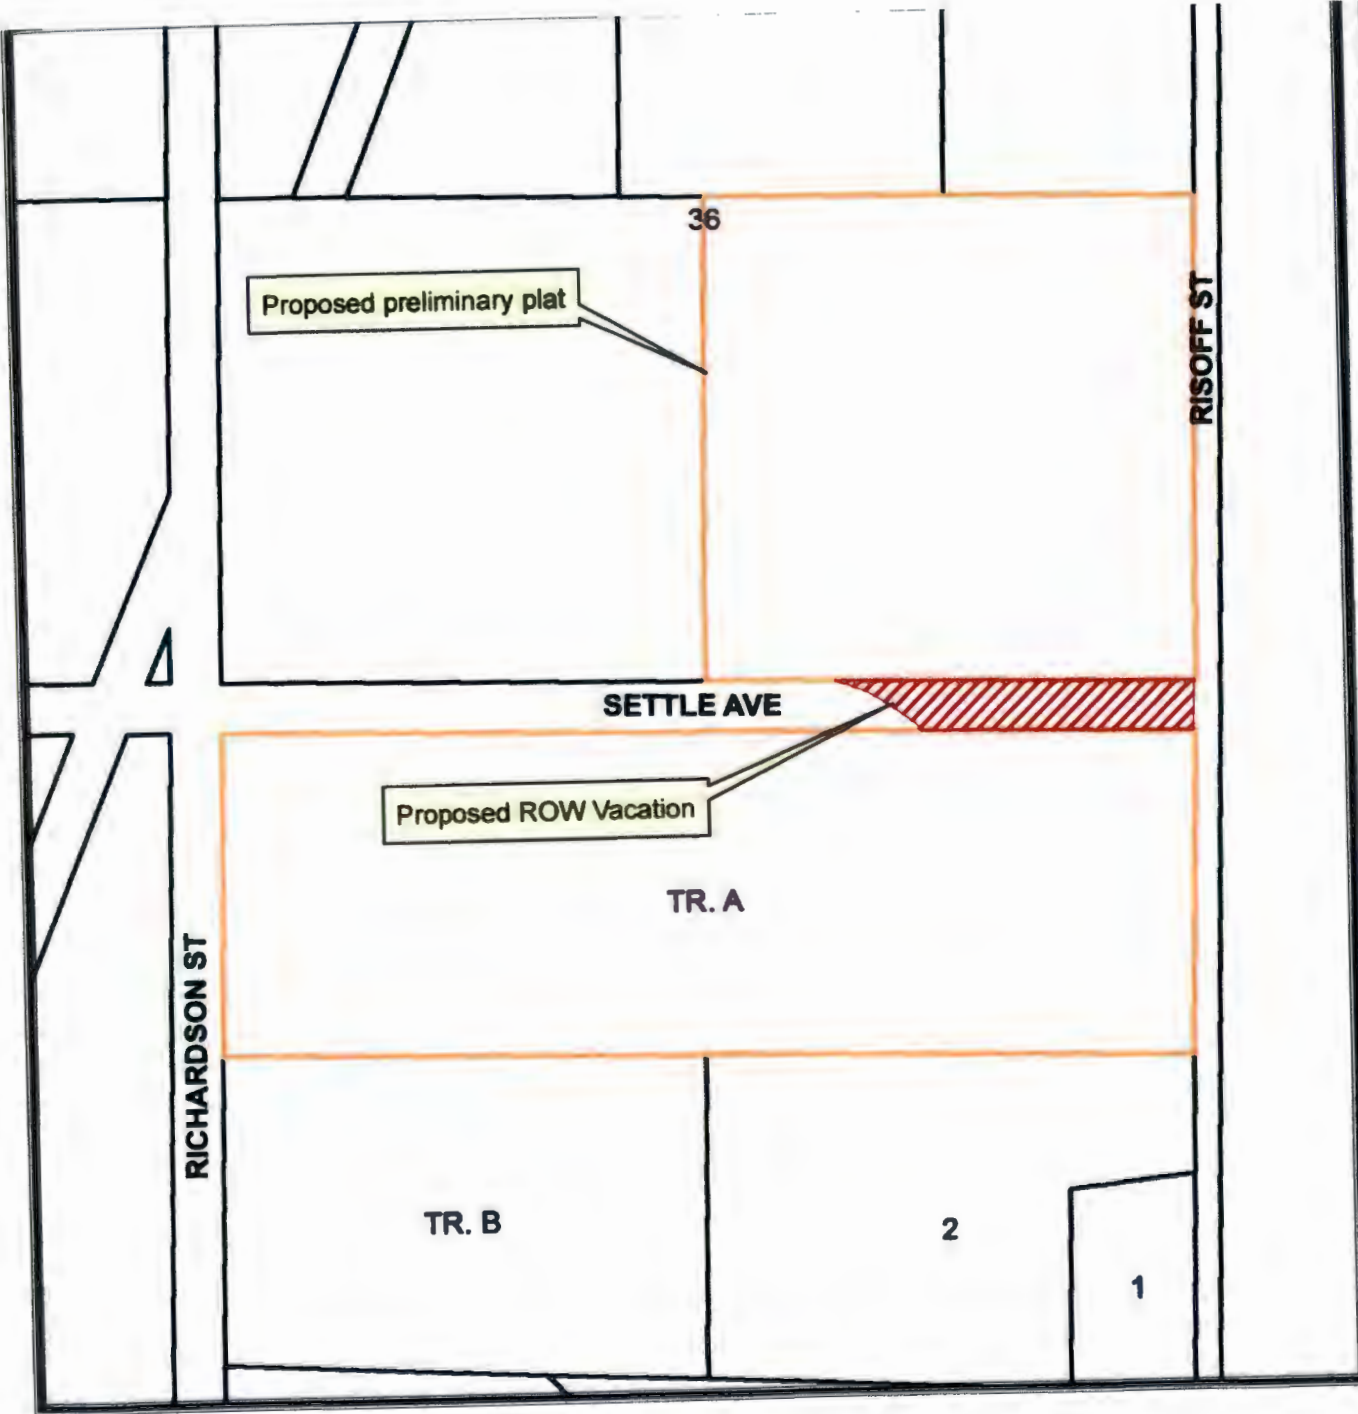 36
Proposed preliminary plat
RISOFF ST
SETTLE AVE
Proposed ROW Vacation
TR. A
RICHARDSON ST
TR. B
2
1